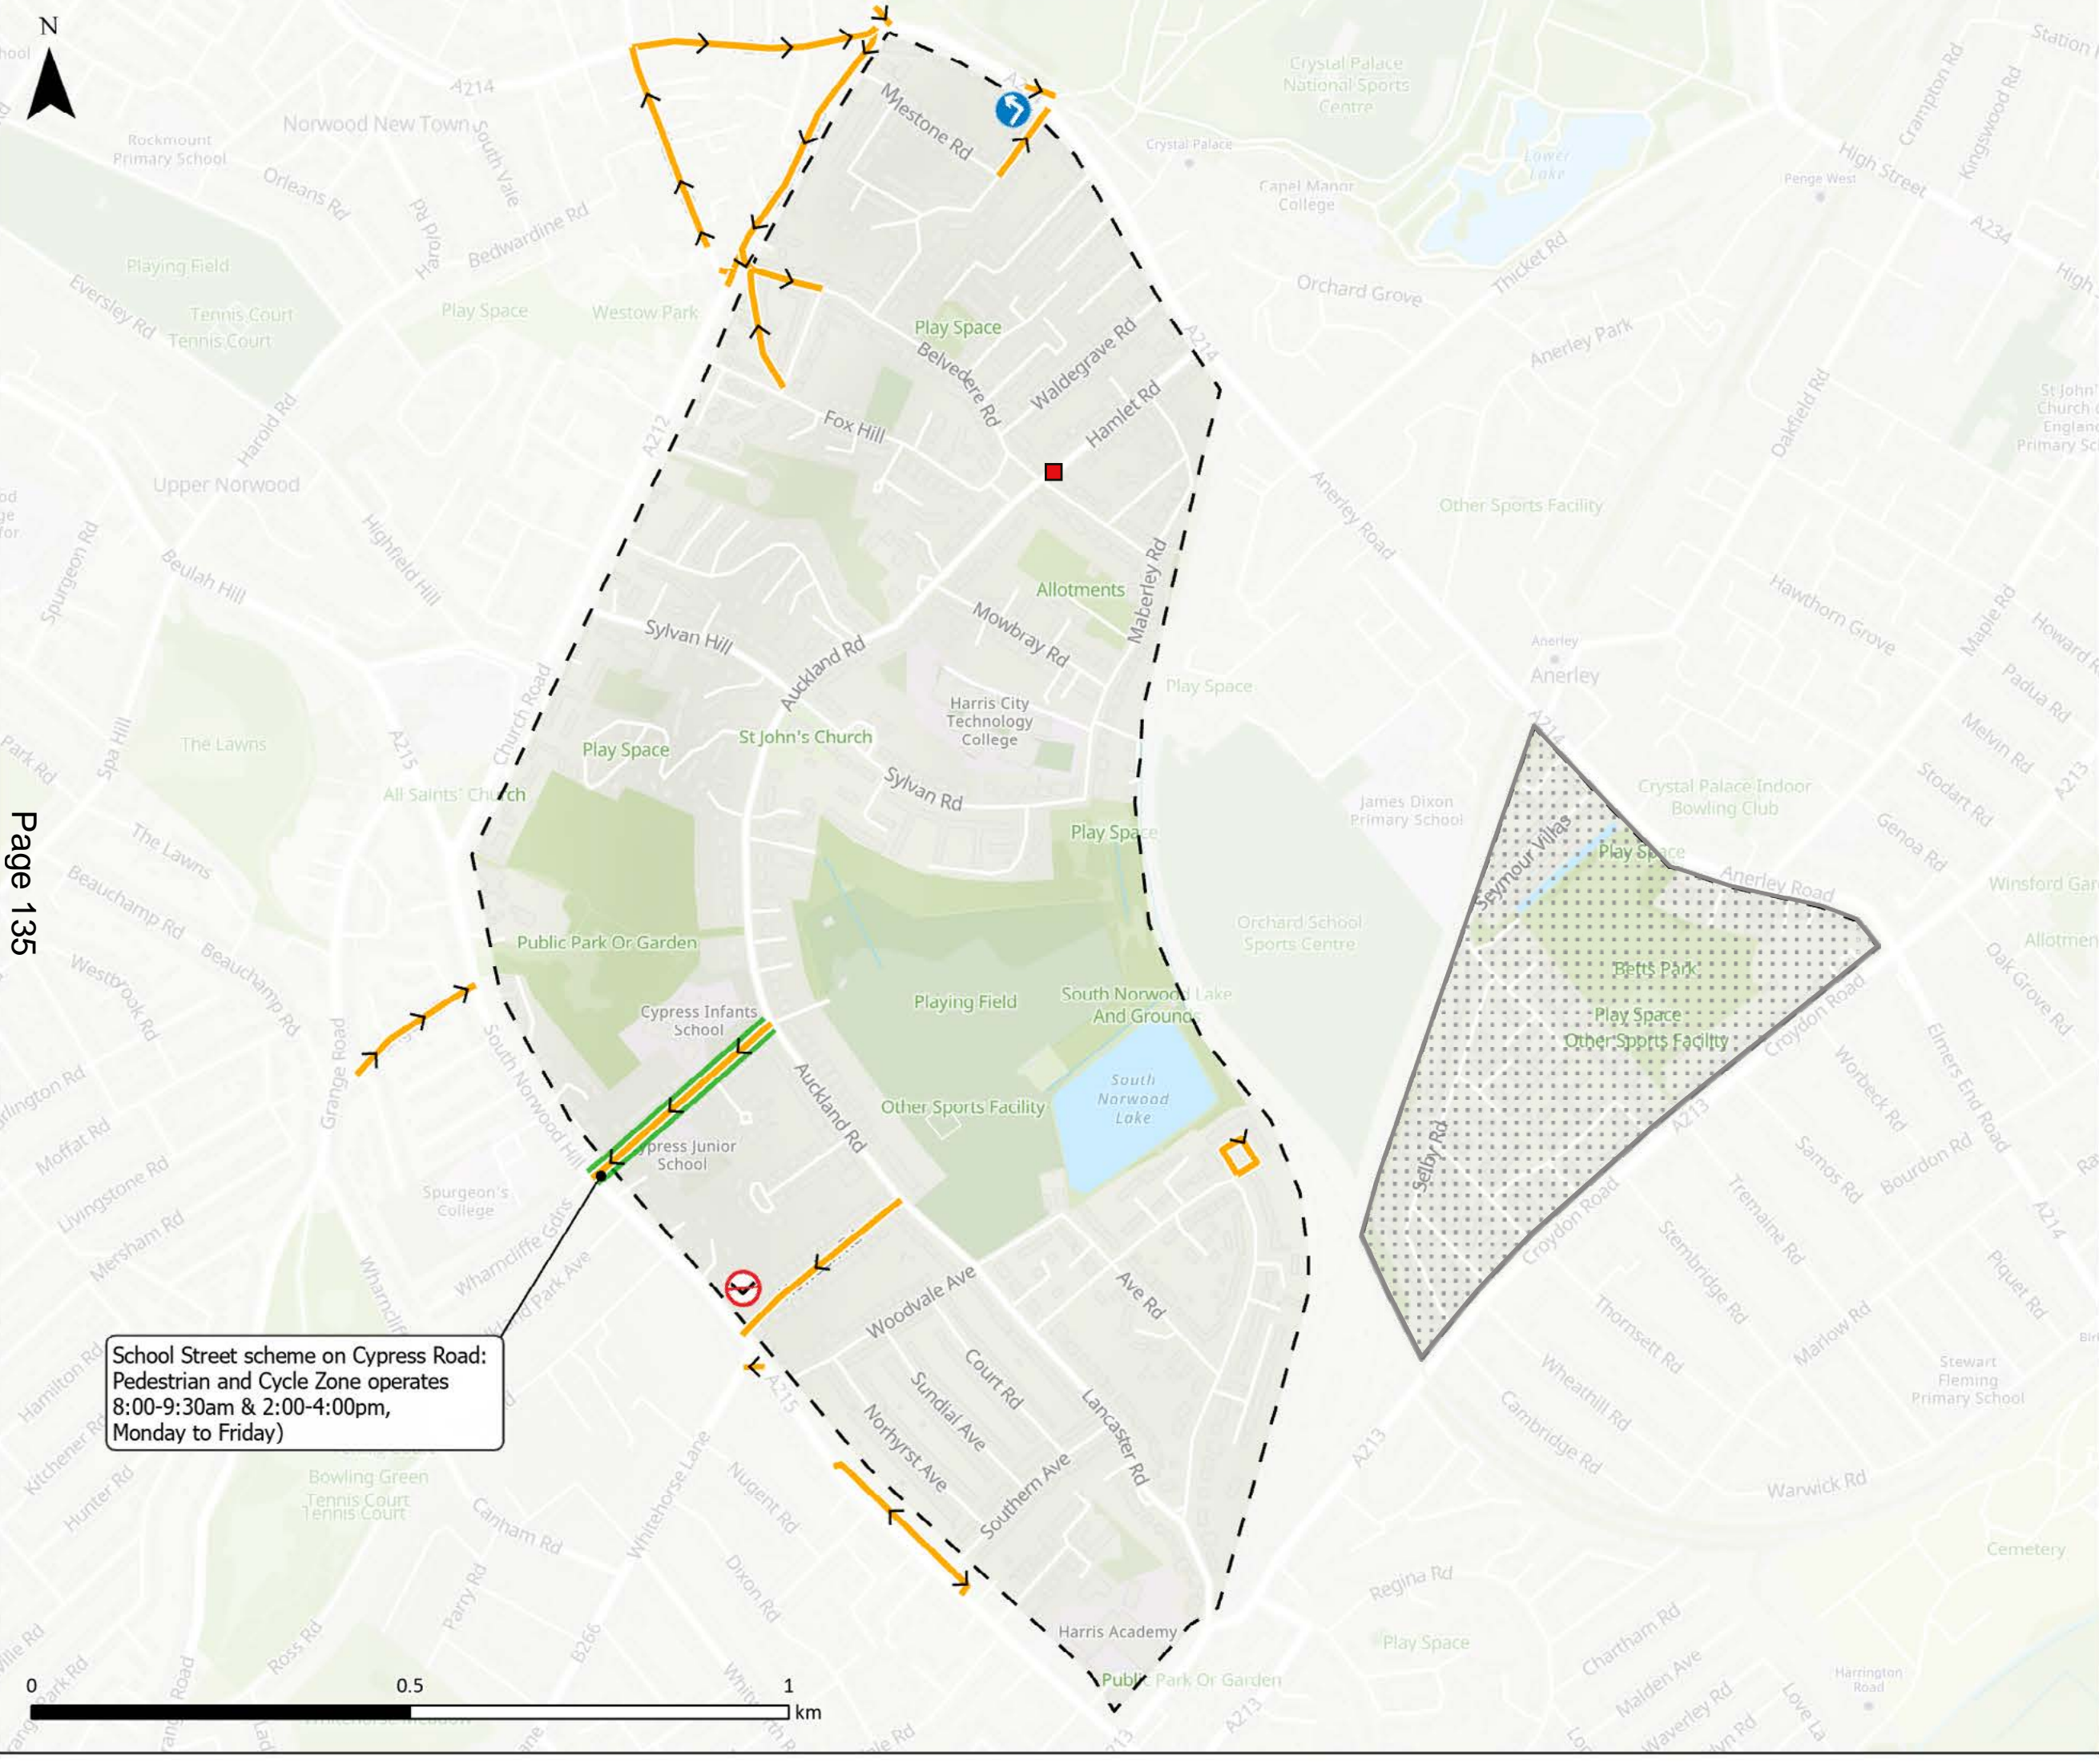 N
A214
Norwood New Town
South Vale
Rockmount
Primary School
Orleans Rd
Harold Rd
Bedwardine Rd
Playing Field
Eversley Rd
Tennis Court
Tennis Court
Play Space
Westow Park
Milestone Rd
Crystal Palace
National Sports
Centre
Crystal Palace
Capel Manor
College
Lower
Lake
Thicket Rd
Orchard Grove
Anerley Park
Crampton Rd
Kingswood Rd
Station
High Street
Penge West
A234
High
Oakfield Rd
St John'
Church
England
Primary Sc
A214
Play Space
Waldegrave Rd
Belvedere Rd
Hamlet Rd
Fox Hill
A212
Harold Rd
Upper Norwood
Highfield Hill
Spurgeon Rd
Beulah Hill
Anerley Road
Other Sports Facility
Allotments
Maberley Rd
Mowbray Rd
Sylvan Hill
Auckland Rd
Hawthorn Grove
Maple Rd
Howard
Anerley
Anerley
Padua Rd
Melvin Rd
A213
Stodart Rd
Church Road
Harris City
Technology
College
Play Space
St John's Church
Play Space
Sylvan Rd
Spa Hill
Park Rd
The Lawns
A215
All Saints' Church
A214
Crystal Palace Indoor
Bowling Club
James Dixon
Primary School
Seymour Villas
Play Space
Genoa Rd
Anerley Road
Winsford Gar
Page 135
The Lawns
Beauchamp Rd
Beauchamp Rd
Westbrook Rd
Play Space
Orchard School
Sports Centre
Allotmen
Public Park Or Garden
Betts Park
Oak Grove Rd
Cypress Infants
School
Playing Field
South Norwood Lake
And Grounds
Play Space
Other Sports Facility
Croydon Road
Elmers End Road
Worbeck Rd
Grange Road
South Norwood Hill
Auckland Rd
Other Sports Facility
South
Norwood
Lake
A213
Moffat Rd
Livingstone Rd
Mersham Rd
Cypress Junior
School
Spurgeon's
College
Wharncliffe Gdns
Selby Rd
Samos Rd
Bourdon Rd
Tremaine Rd
A214
Croydon Road
Stembridge Rd
Piquet Rd
Woodvale Ave
Ave Rd
Thornsett Rd
Marlow Rd
School Street scheme on Cypress Road:
Pedestrian and Cycle Zone operates
8:00-9:30am & 2:00-4:00pm,
Monday to Friday)
Park Ave
Hamilton Rd
Kitchener Rd
Hunter Rd
A215
Court Rd
Sundial Ave
Norhyrst Ave
Lancaster Rd
Southern Ave
Wheathill Rd
Cambridge Rd
Stewart
Fleming
Primary School
A213
Warwick Rd
Bowling Green
Tennis Court
Tennis Court
Canham Rd
Whitehorse Lane
Nugent Rd
Dixon Rd
Parry Rd
Ross Rd
B266
Cemetery
Regina Rd
Harris Academy
Play Space
Chartham Rd
Malden Ave
Waverley Rd
Harrington
Road
Love La
Public Park Or Garden
A213
Road
0
0.5
1
km